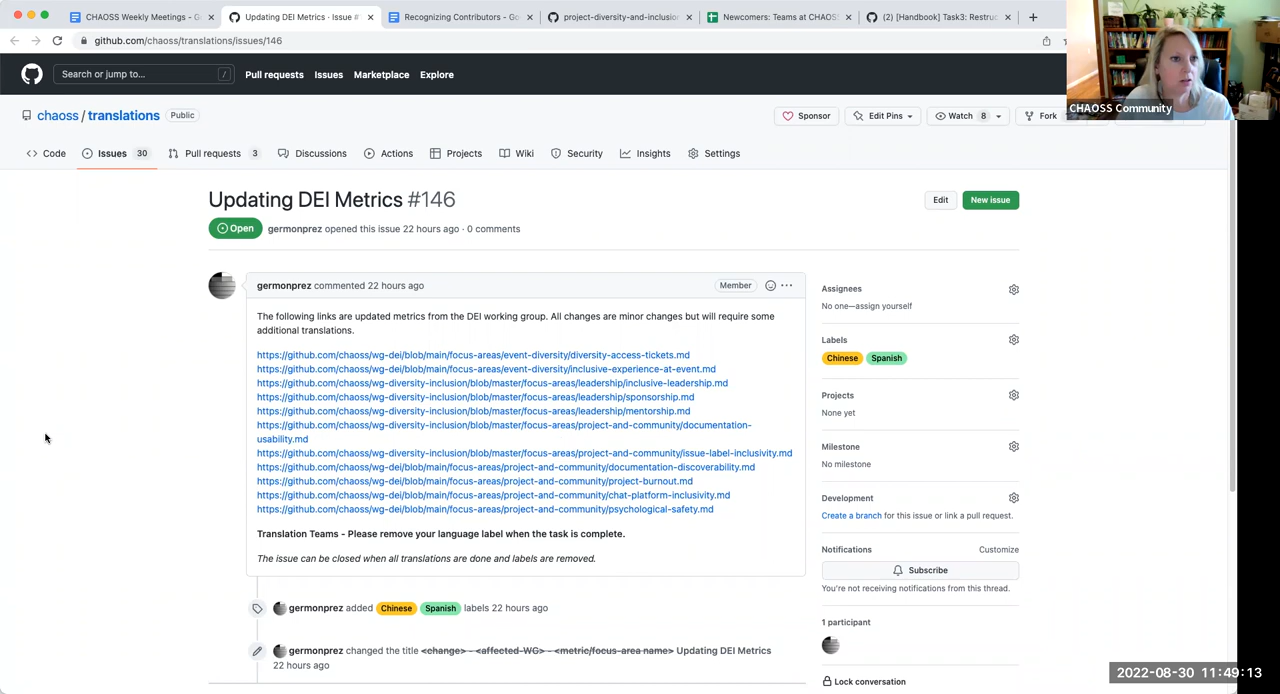 CHAOSS Weekly Meetings - G
Updating DEI Metrics · Issue #
Recognizing Contributors - Go
project-diversity-and-inclusion
Newcomers: Teams at CHAOSS
(2) [Handbook] Task3: Restruc
github.com/chaoss/translations/issues/146
Search or jump to...
/
Pull requests
Issues
Marketplace
Explore
CHAOSS Community
chaoss / translations
Public
Sponsor
Edit Pins
Watch 8
Fork
Code
Issues 30
Pull requests 3
Discussions
Actions
Projects
Wiki
Security
Insights
Settings
Updating DEI Metrics #146
Edit
New issue
Open
germonprez opened this issue 22 hours ago · 0 comments
germonprez commented 22 hours ago
Member
The following links are updated metrics from the DEI working group. All changes are minor changes but will require some
additional translations.
https://github.com/chaoss/wg-dei/blob/main/focus-areas/event-diversity/diversity-access-tickets.md
https://github.com/chaoss/wg-dei/blob/main/focus-areas/event-diversity/inclusive-experience-at-event.md
https://github.com/chaoss/wg-diversity-inclusion/blob/master/focus-areas/leadership/inclusive-leadership.md
https://github.com/chaoss/wg-diversity-inclusion/blob/master/focus-areas/leadership/sponsorship.md
https://github.com/chaoss/wg-diversity-inclusion/blob/master/focus-areas/leadership/mentorship.md
https://github.com/chaoss/wg-diversity-inclusion/blob/master/focus-areas/project-and-community/documentation-
usability.md
https://github.com/chaoss/wg-diversity-inclusion/blob/master/focus-areas/project-and-community/issue-label-inclusivity.md
https://github.com/chaoss/wg-dei/blob/main/focus-areas/project-and-community/documentation-discoverability.md
https://github.com/chaoss/wg-dei/blob/main/focus-areas/project-and-community/project-burnout.md
https://github.com/chaoss/wg-dei/blob/main/focus-areas/project-and-community/chat-platform-inclusivity.md
https://github.com/chaoss/wg-dei/blob/main/focus-areas/project-and-community/psychological-safety.md
Translation Teams - Please remove your language label when the task is complete.
The issue can be closed when all translations are done and labels are removed.
germonprez added Chinese Spanish labels 22 hours ago
germonprez changed the title <change> - <affected-WG> - <metric/focus-area name> Updating DEI Metrics
22 hours ago
Assignees
No one—assign yourself
Labels
Chinese Spanish
Projects
None yet
Milestone
No milestone
Development
Create a branch for this issue or link a pull request.
Notifications
Customize
Subscribe
You're not receiving notifications from this thread.
1 participant
Lock conversation
2022-08-30 11:49:13